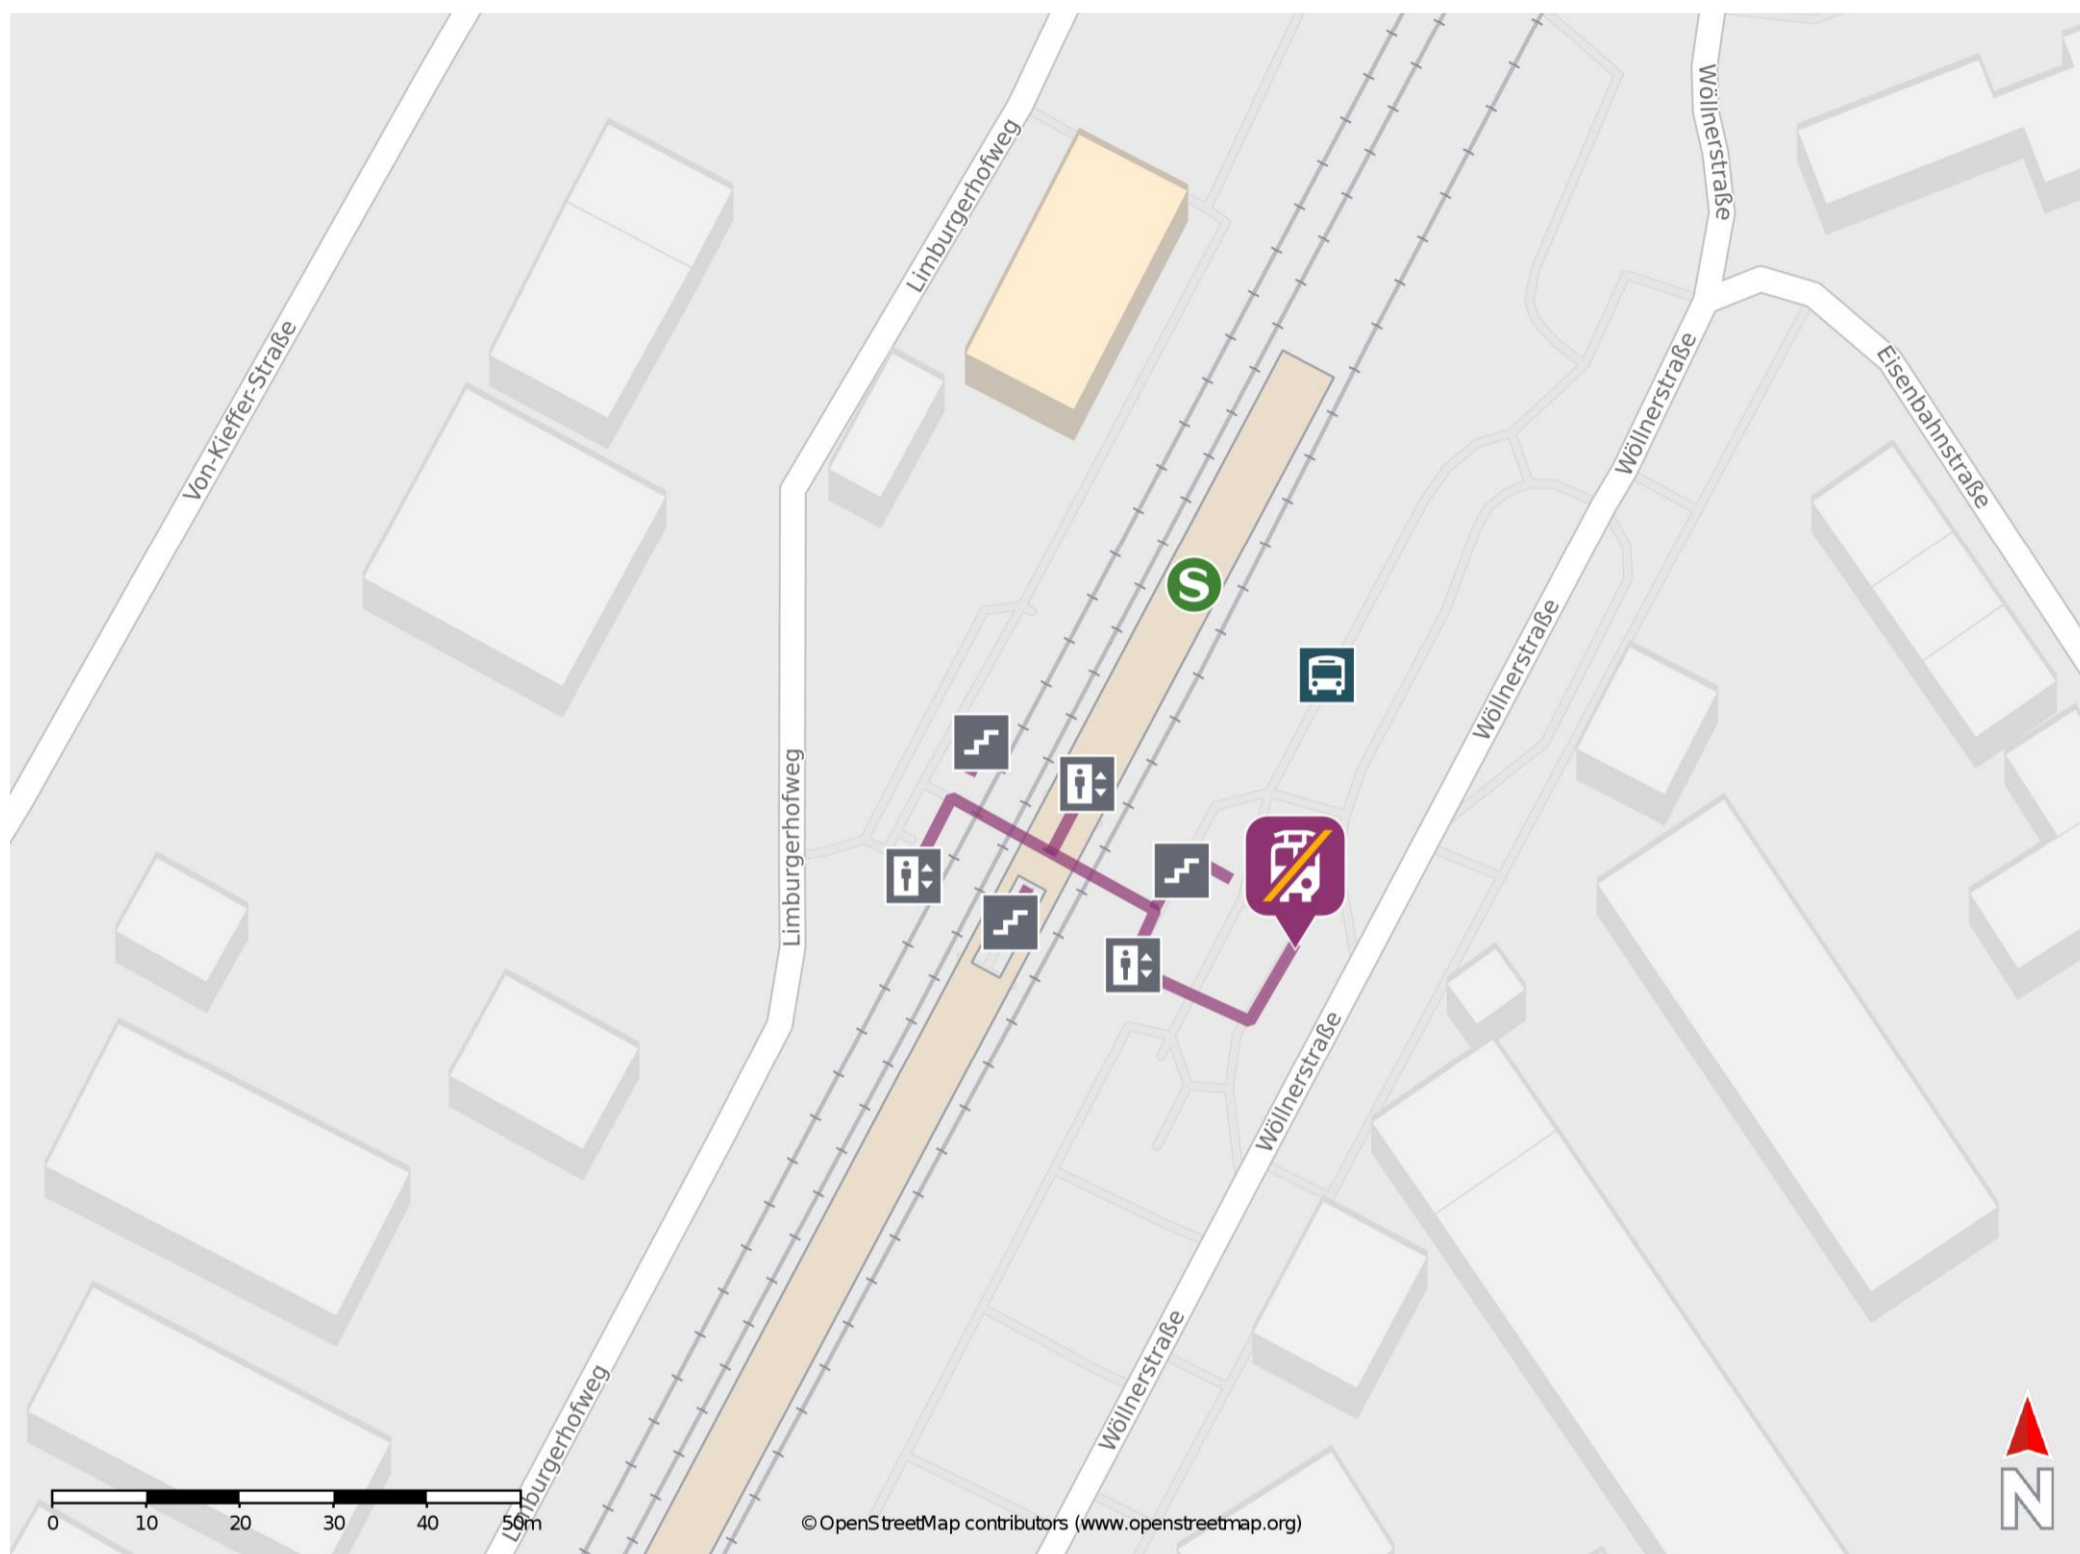 Wöllnerstraße
Limburgerhofweg
Von-Kieffer-Straße
Wöllnerstraße
Eisenbahnstraße
S
Wöllnerstraße
Limburgerhofweg
Wöllnerstraße
Wöllnerstraße
Limburgerhofweg
N
0 10 20 30 40 50m
© OpenStreetMap contributors (www.openstreetmap.org)